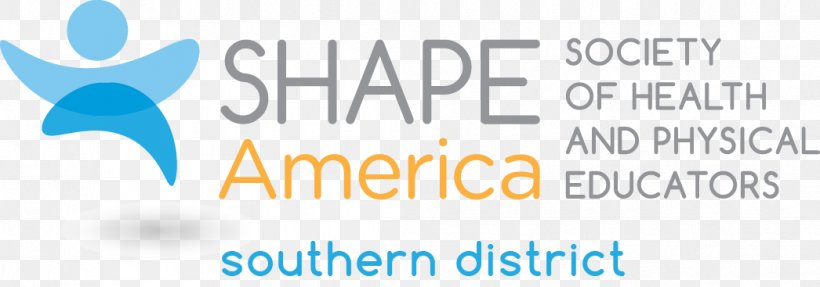 SHAPE
America
SOCIETY
OF HEALTH
AND PHYSICAL
EDUCATORS
southern district